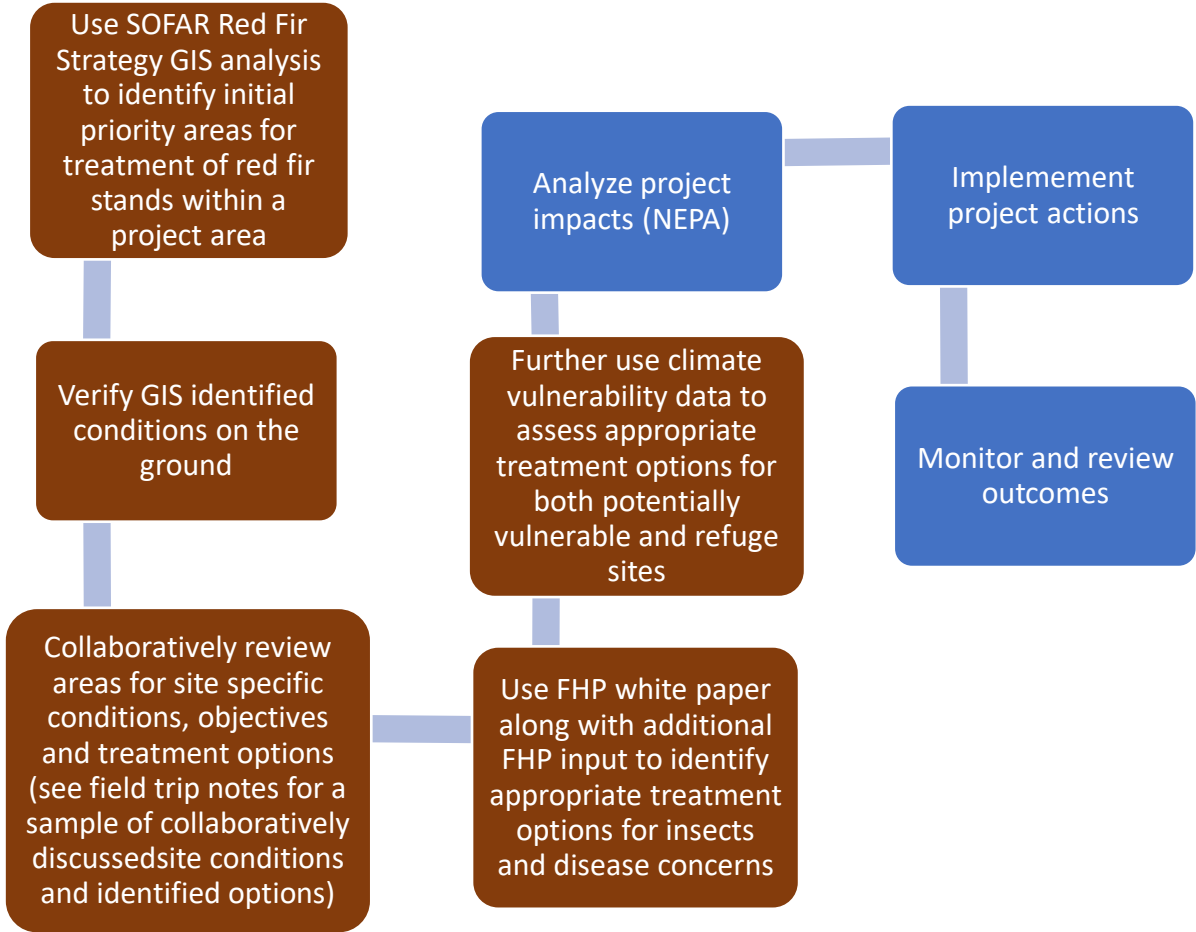 Use SOFAR Red Fir
Strategy GIS analysis
to identify initial
priority areas for
treatment of red fir
stands within a
project area
Verify GIS identified
conditions on the
ground
Collaboratively review
areas for site specific
conditions, objectives
and treatment options
(see field trip notes for a
sample of collaboratively
discussedsite conditions
and identified options)
Use FHP white paper
along with additional
FHP input to identify
appropriate treatment
options for insects
and disease concerns
Further use climate
vulnerability data to
assess appropriate
treatment options for
both potentially
vulnerable and refuge
sites
Analyze project
impacts (NEPA)
Implemement
project actions
Monitor and review
outcomes